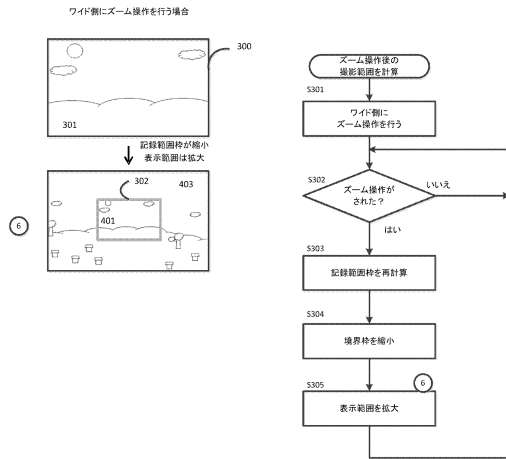 ワイド側にズーム操作を行う場合
300
301
記録範囲枠が縮小
表示範囲は拡大
302
403
401
6
ズーム操作後の
撮影範囲を計算
S301
ワイド側に
ズーム操作を行う
S302
ズーム操作が
された？
いいえ
はい
S303
記録範囲枠を再計算
S304
境界枠を縮小
S305
6
表示範囲を拡大